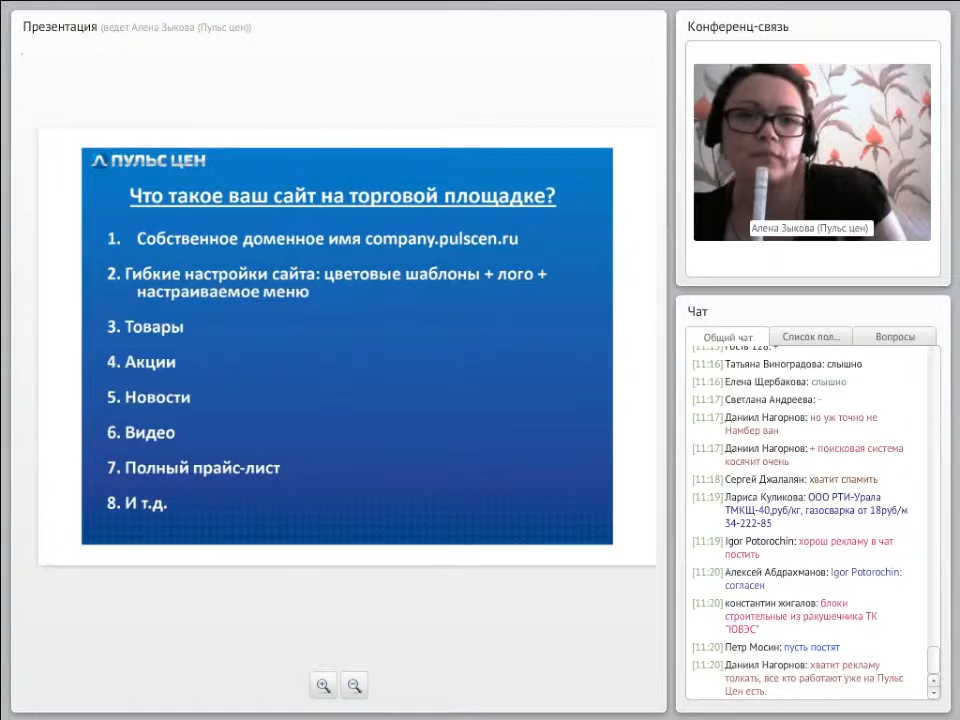 Презентация (ведет Алена Зыкова (Пульс цен))
ПУЛЬС ЦЕН
Что такое ваш сайт на торговой площадке?
1. Собственное доменное имя company.pulscen.ru
2. Гибкие настройки сайта: цветовые шаблоны + лого +
настраиваемое меню
3. Товары
4. Акции
5. Новости
6. Видео
7. Полный прайс-лист
8. И т.д.
Конференц-связь
Алена Зыкова (Пульс цен)
Чат
Общий чат
Список пол...
Вопросы
[11:16] Татьяна Виноградова: слышно
[11:16] Елена Щербакова: слышно
[11:17] Светлана Андреева: -
[11:17] Даниил Нагорнов: но уж точно не
Намбер ван
[11:17] Даниил Нагорнов: + поисковая система
косячит очень
[11:18] Сергей Джалалян: хватит спамить
[11:19] Лариса Куликова: ООО РТИ-Урала
ТМКЩ-40,руб/кг, газосварка от 18руб/м
34-222-85
[11:19] Igor Potorochin: хорош рекламу в чат
постить
[11:20] Алексей Абдрахманов: Igor Potorochin:
согласен
[11:20] константин жигалов: блоки
строительные из ракушечника ТК
"ЮВЭС"
[11:20] Петр Мосин: пусть постят
[11:20] Даниил Нагорнов: хватит рекламу
толкать, все кто работают уже на Пульс
Цен есть.